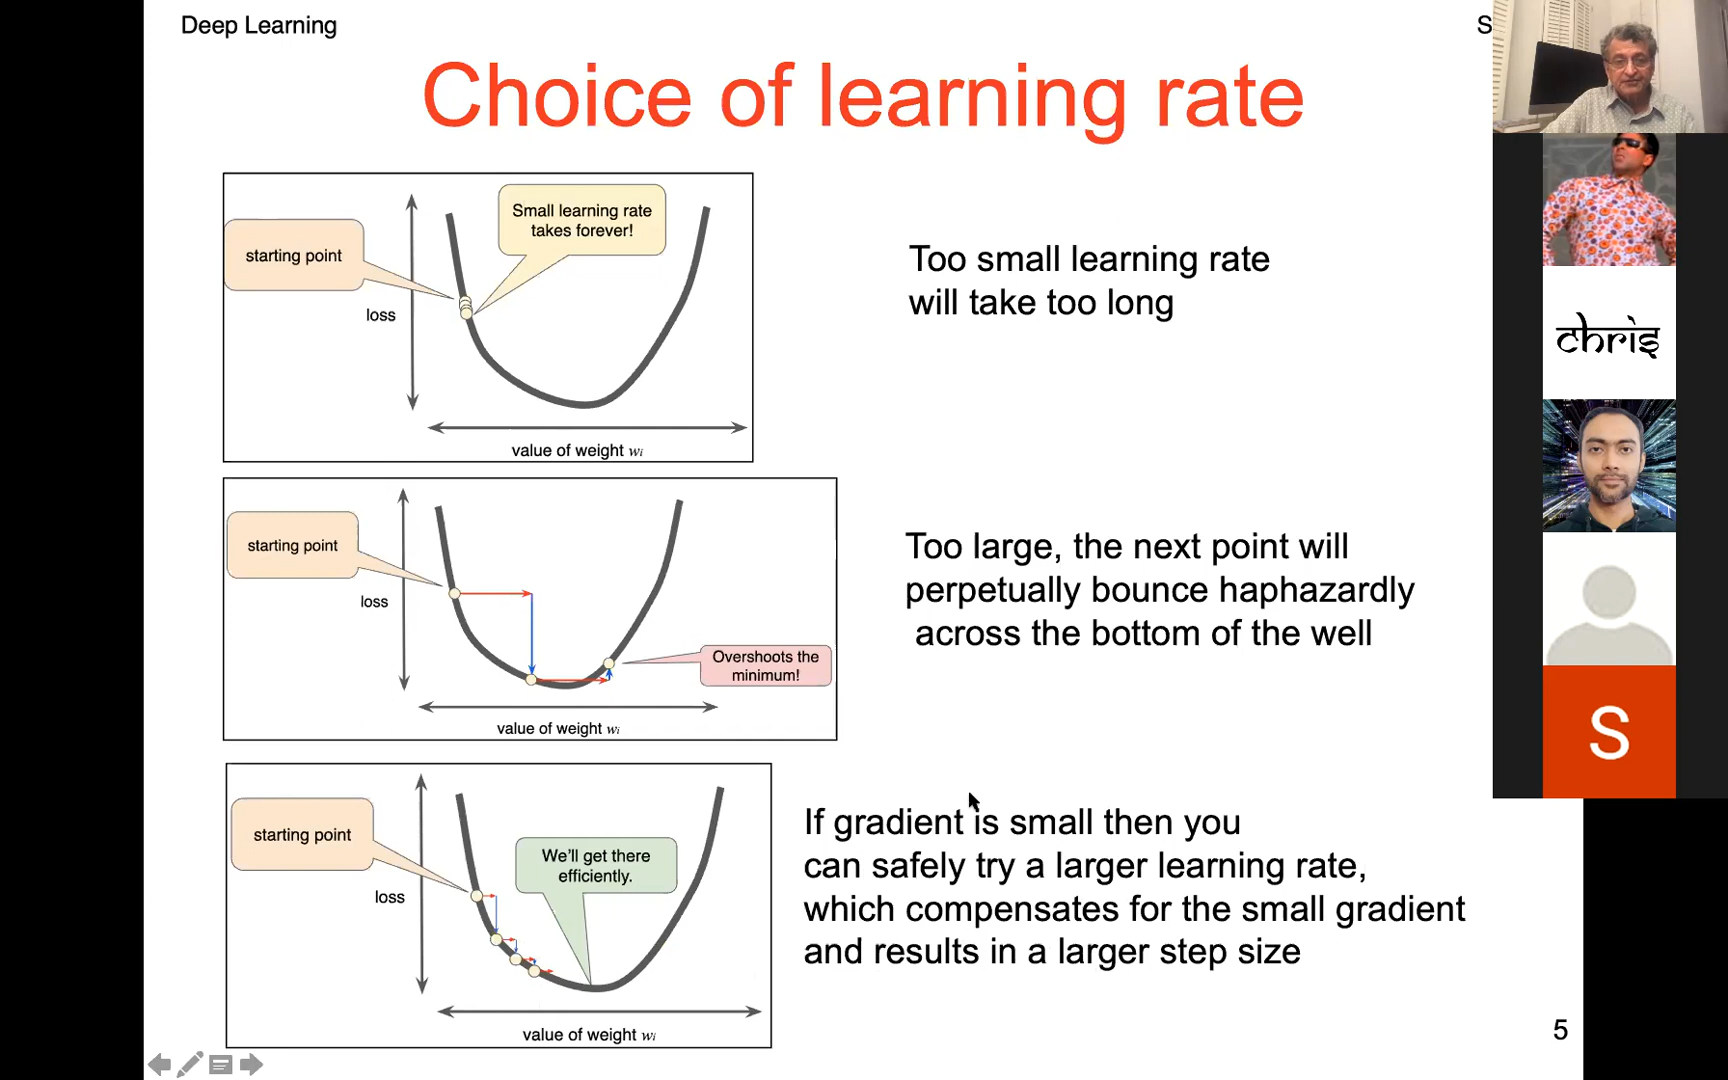 Deep Learning
S
Choice of learning rate
Small learning rate
takes forever!
starting point
loss
value of weight wᵢ
Too small learning rate
will take too long
starting point
loss
Overshoots the
minimum!
value of weight wᵢ
Too large, the next point will
perpetually bounce haphazardly
across the bottom of the well
starting point
We'll get there
efficiently.
loss
value of weight wᵢ
If gradient is small then you
can safely try a larger learning rate,
which compensates for the small gradient
and results in a larger step size
5
chris
S